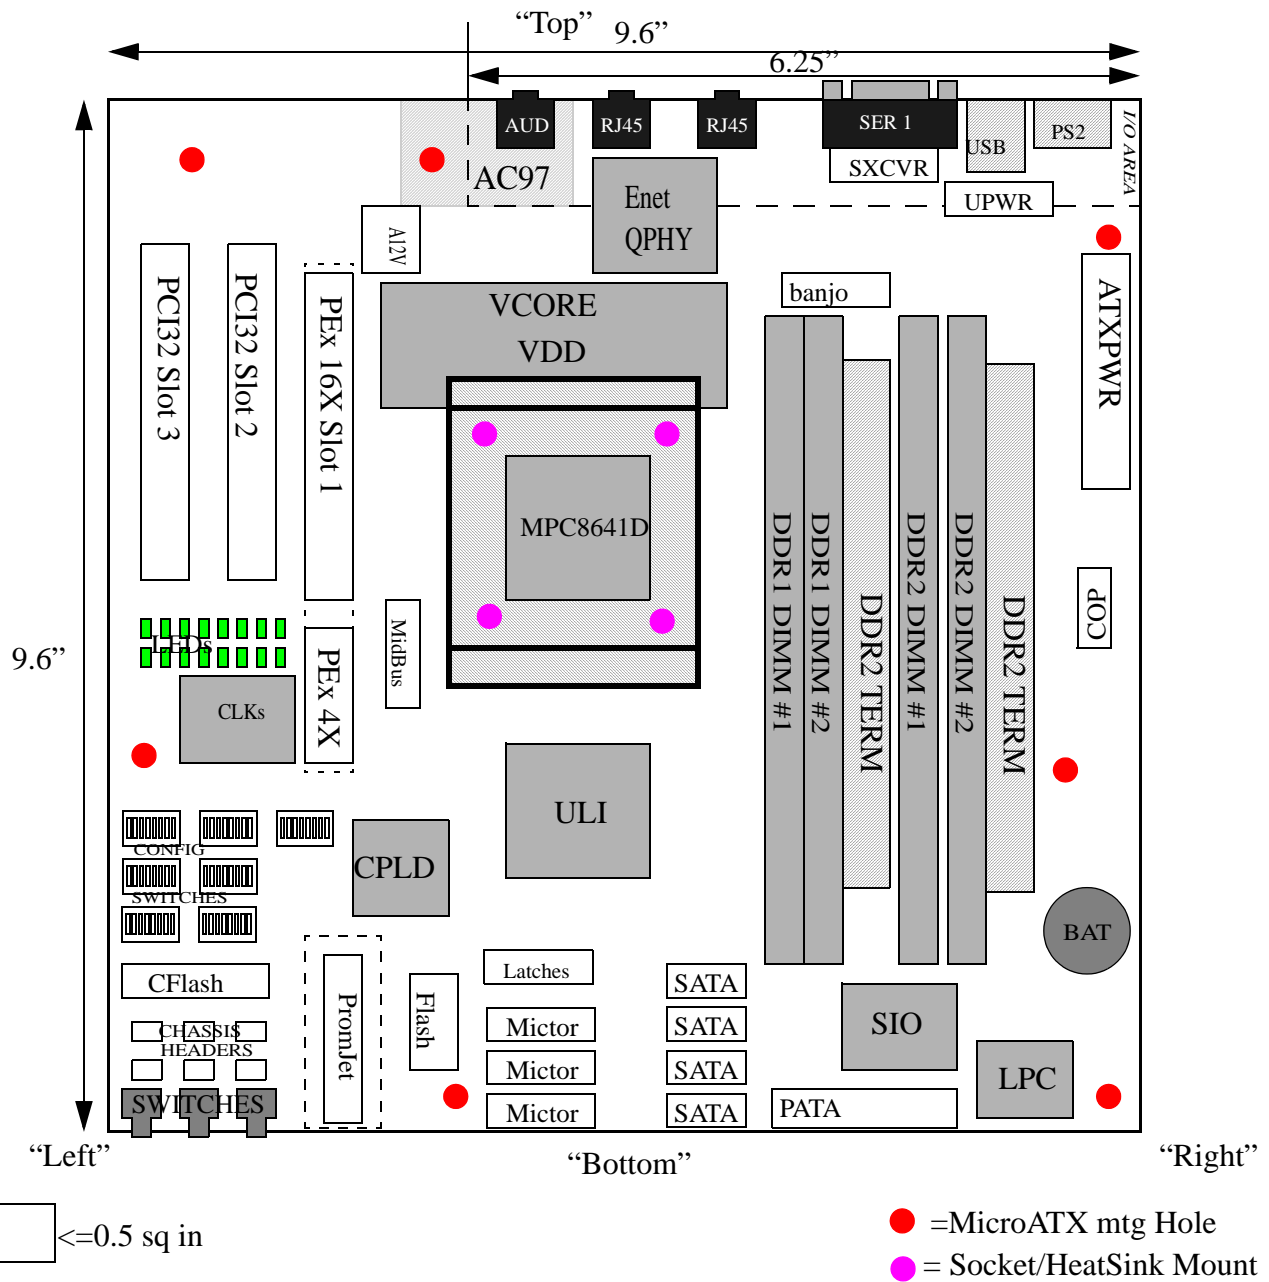 “Top”
9.6”
6.25”
AUD
RJ45
RJ45
SER 1
USB
PS2
I/O AREA
SXCVR
AC97
UPWR
Enet
QPHY
A12V
banjo
VCORE
VDD
PCI32 Slot 3
PCI32 Slot 2
PEx 16X Slot 1
ATXPWR
MPC8641D
DDR1 DIMM #1
DDR1 DIMM #2
DDR2 TERM
DDR2 DIMM #1
DDR2 DIMM #2
DDR2 TERM
COP
9.6”
LEDs
MidBus
PEx 4X
CLKs
ULI
CONFIG
SWITCHES
CPLD
BAT
CFlash
PromJet
Flash
Latches
SATA
Mictor
SATA
SIO
CHASSIS
HEADERS
Mictor
SATA
LPC
SWITCHES
Mictor
SATA
PATA
“Left”
“Bottom”
“Right”
<=0.5 sq in
=MicroATX mtg Hole
= Socket/HeatSink Mount